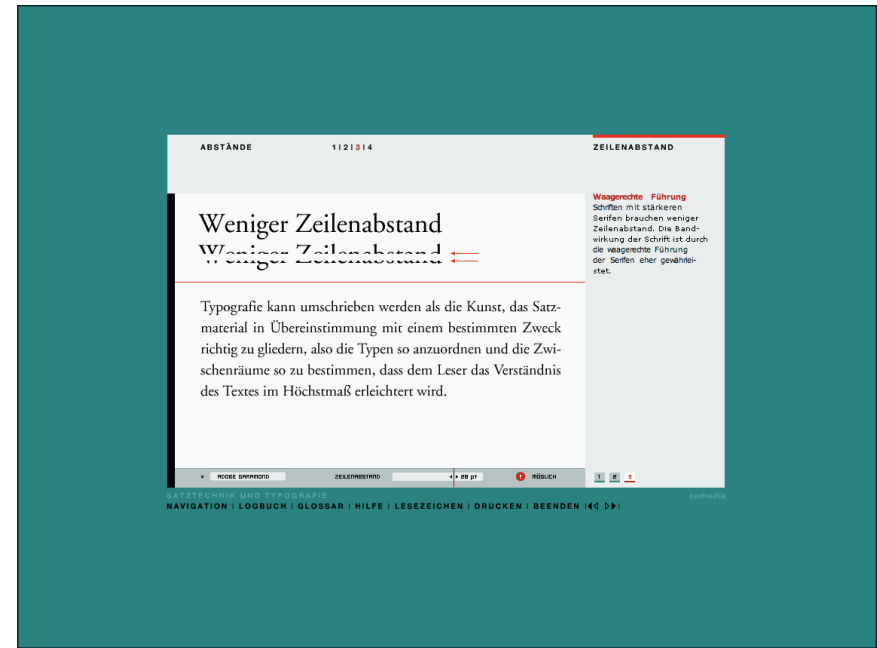 ABSTÄNDE
1 | 2 | 3 | 4
ZEILENABSTAND
Weniger Zeilenabstand
Weniger Zeilenabstand
Typografie kann umschrieben werden als die Kunst, das Satz-
material in Übereinstimmung mit einem bestimmten Zweck
richtig zu gliedern, also die Typen so anzuordnen und die Zwi-
schenräume so zu bestimmen, dass dem Leser das Verständnis
des Textes im Höchstmaß erleichtert wird.
Waagerechte Führung
Schriften mit stärkeren
Serifen brauchen weniger
Zeilenabstand. Die Band-
wirkung der Schrift ist durch
die waagerechte Führung
der Serifen eher gewährlei-
stet.
ADOBE GARAMOND
ZEILENABSTAND
28 pt
! MÖGLICH
1 2 3
SATZTECHNIK UND TYPOGRAFIE
comedia
NAVIGATION | LOGBUCH | GLOSSAR | HILFE | LESEZEICHEN | DRUCKEN | BEENDEN |